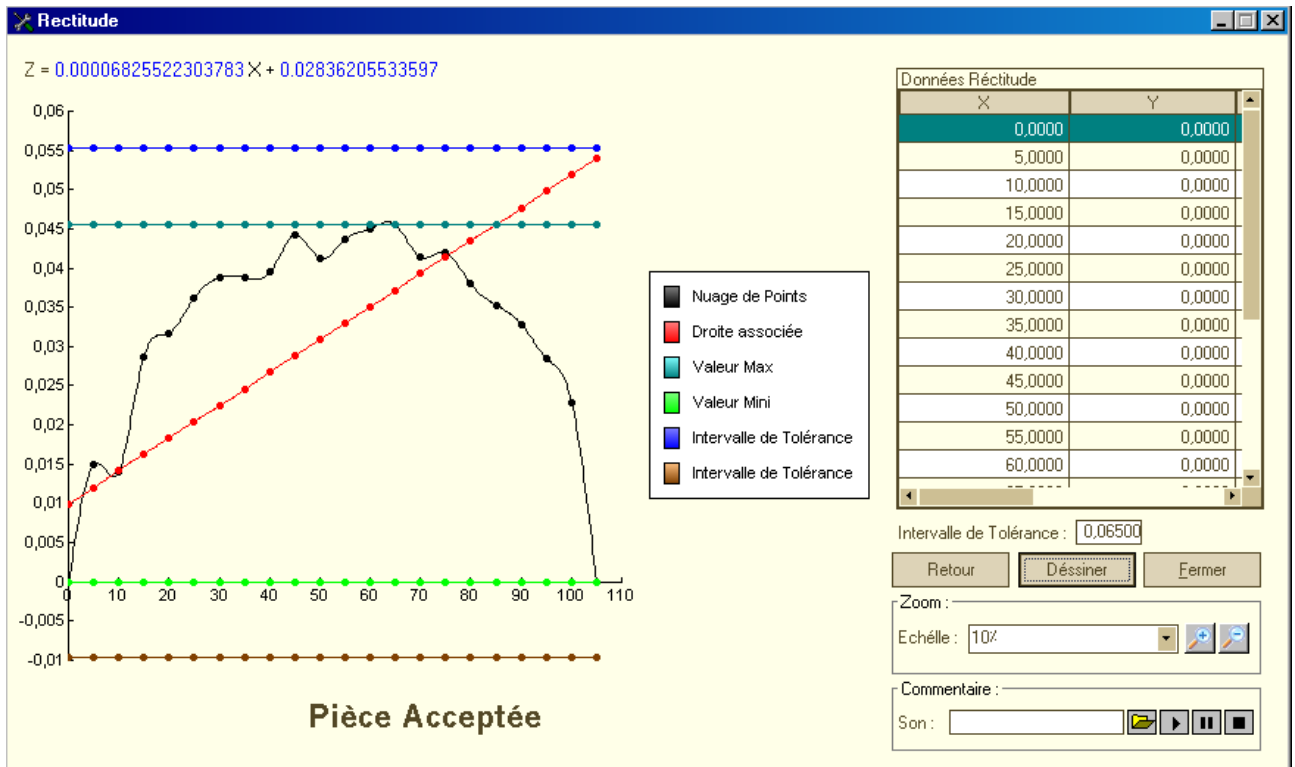 Rectitude
Z = 0.00006825522303783 X + 0.02836205533597
0,06
0,055
0,05
0,045
0,04
0,035
0,03
0,025
0,02
0,015
0,01
0,005
0
-0,005
-0,01
0 10 20 30 40 50 60 70 80 90 100 110
Pièce Acceptée
Nuage de Points
Droite associée
Valeur Max
Valeur Mini
Intervalle de Tolérance
Intervalle de Tolérance
Données Réctitude
X Y
0,0000 0,0000
5,0000 0,0000
10,0000 0,0000
15,0000 0,0000
20,0000 0,0000
25,0000 0,0000
30,0000 0,0000
35,0000 0,0000
40,0000 0,0000
45,0000 0,0000
50,0000 0,0000
55,0000 0,0000
60,0000 0,0000
Intervalle de Tolérance : 0,06500
Retour Déssiner Fermer
Zoom :
Echélle : 10%
Commentaire :
Son :